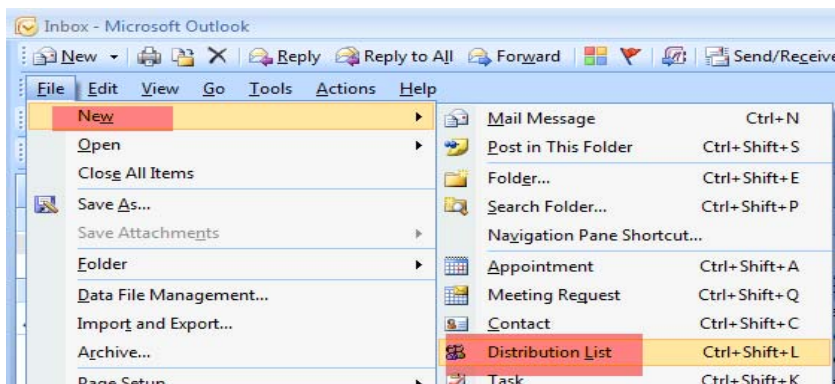 Inbox - Microsoft Outlook
New Reply Reply to All Forward Send/Receive
File Edit View Go Tools Actions Help
New
Open
Close All Items
Save As...
Save Attachments
Folder
Data File Management...
Import and Export...
Archive...
Page Setup
Mail Message Ctrl+N
Post in This Folder Ctrl+Shift+S
Folder... Ctrl+Shift+E
Search Folder... Ctrl+Shift+P
Navigation Pane Shortcut...
Appointment Ctrl+Shift+A
Meeting Request Ctrl+Shift+Q
Contact Ctrl+Shift+C
Distribution List Ctrl+Shift+L
Task Ctrl+Shift+K